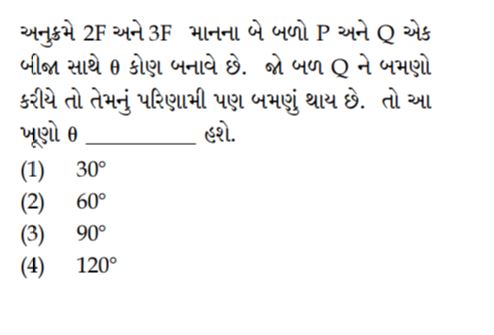 અનુક્રમે 2F અને 3F માનના બે બળો P અને Q એક
બીજા સાથે θ કોણ બનાવે છે. જો બળ Q ને બમણો
કરીયે તો તેમનું પરિણામી પણ બમણું થાય છે. તો આ
ખૂણો θ __________ હશે.
(1) 30°
(2) 60°
(3) 90°
(4) 120°